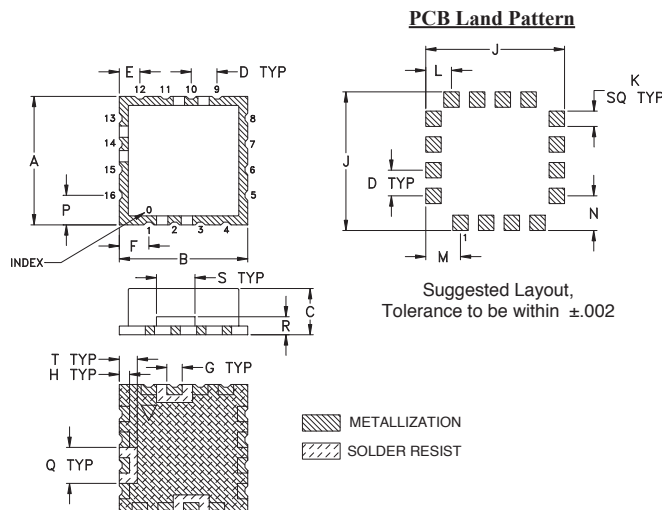 PCB Land Pattern
E
D TYP
12 11 10 9
13
14
15
16
8
7
6
5
A
P
0
1 2 3 4
F
B
INDEX
S TYP
C
R
T TYP
H TYP
G TYP
Q TYP
J
L
K
SQ TYP
J
D TYP
N
1
M
Suggested Layout,
Tolerance to be within ±.002
METALLIZATION
SOLDER RESIST